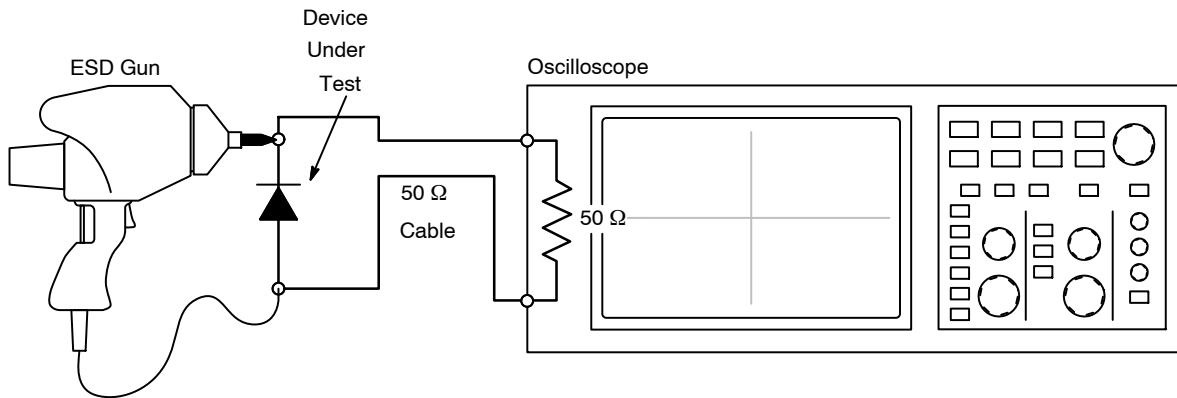 Device
Under
Test
ESD Gun
Oscilloscope
50 Ω
Cable
50 Ω